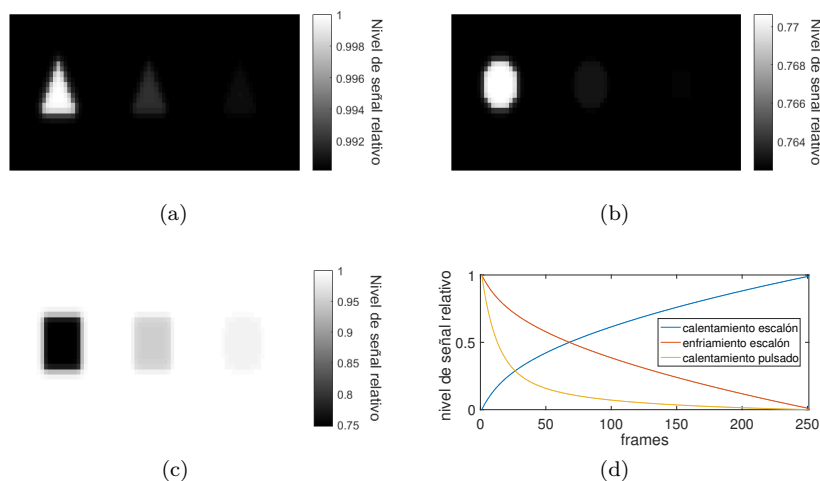 1
0.998
0.996
0.994
0.992
Nivel de señal relativo
(a)
0.77
0.768
0.766
0.764
Nivel de señal relativo
(b)
1
0.95
0.9
0.85
0.8
0.75
Nivel de señal relativo
(c)
nivel de señal relativo
1
0.5
0
calentamiento escalón
enfriamiento escalón
calentamiento pulsado
0 50 100 150 200 250
frames
(d)